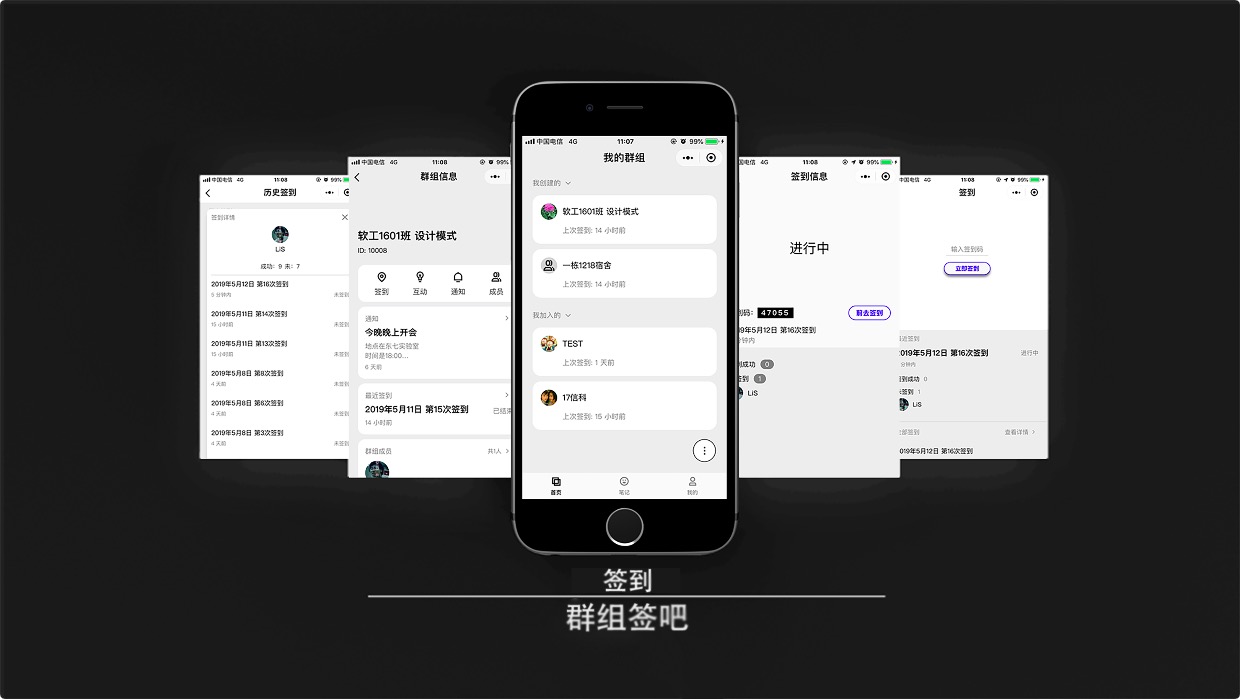 中国电信 4G 11:08 99%
历史签到
签到详情
LiS
成功：9 未：7
2019年5月12日 第16次签到
5 分钟内 未签到
2019年5月11日 第14次签到
15 小时前 未签到
2019年5月11日 第13次签到
15 小时前 未签到
2019年5月8日 第8次签到
4 天前 未签到
2019年5月8日 第6次签到
4 天前 未签到
2019年5月8日 第3次签到
4 天前 未签到
中国电信 4G 11:08 99%
群组信息
软工1601班 设计模式
ID: 10008
签到 互动 通知 成员
通知
今晚晚上开会
地点在东七实验室
时间是18:00...
6 天前
最近签到
2019年5月11日 第15次签到 已结束
14 小时前
群组成员 共1人
中国电信 4G 11:07 99%
我的群组
我创建的
软工1601班 设计模式
上次签到: 14 小时前
一栋1218宿舍
上次签到: 14 小时前
我加入的
TEST
上次签到: 1 天前
17信科
上次签到: 15 小时前
首页 笔记 我的
国电信 4G 11:08 99%
签到信息
进行中
到码: 47055 前去签到
19年5月12日 第16次签到
分钟内
到成功 0
签到 1
LiS
中国电信 4G 11:08 99%
签到
输入签到码
立即签到
最近签到
2019年5月12日 第16次签到 进行中
分钟内
签到成功 0
未签到 1
LiS
全部签到 查看详情
2019年5月12日 第16次签到
签到
群组签吧